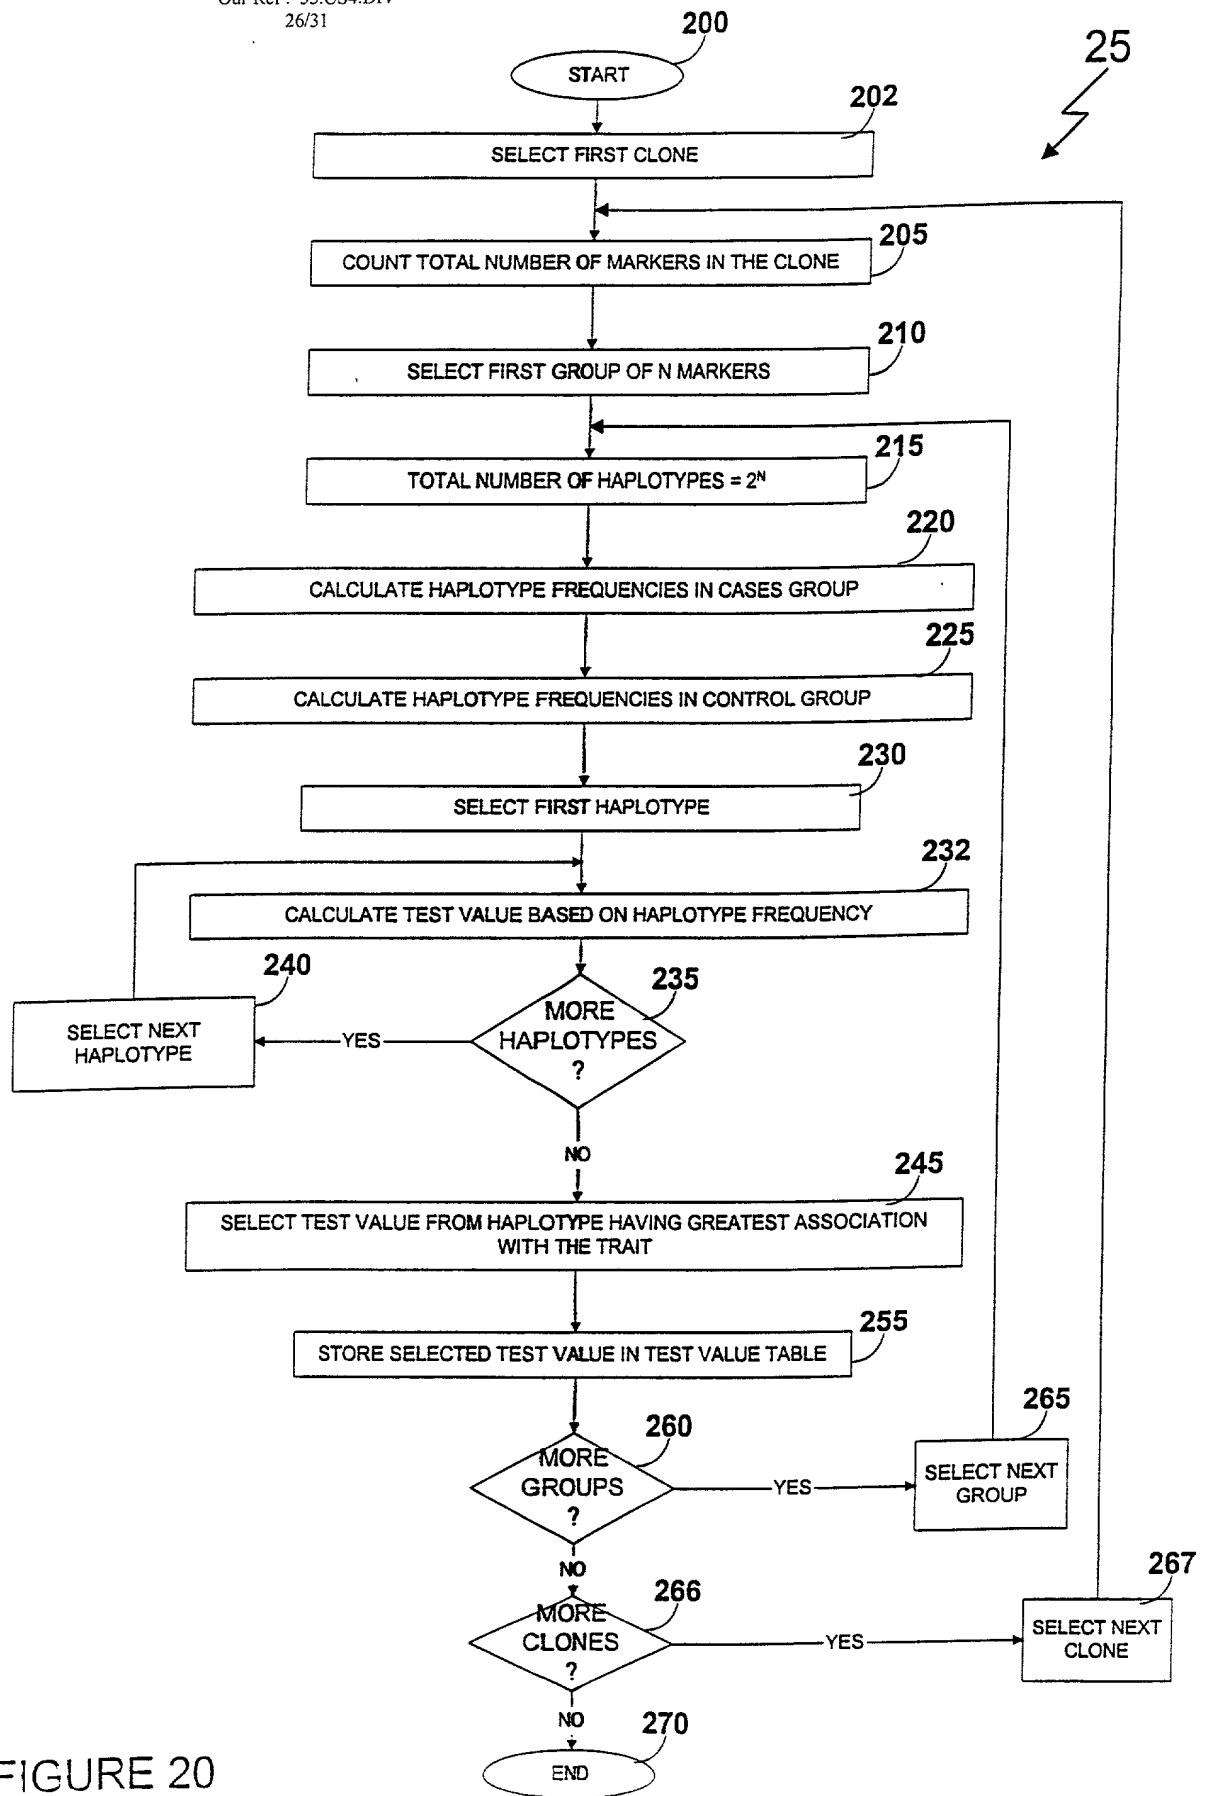 26/31
200
25
START
202
SELECT FIRST CLONE
205
COUNT TOTAL NUMBER OF MARKERS IN THE CLONE
210
SELECT FIRST GROUP OF N MARKERS
215
TOTAL NUMBER OF HAPLOTYPES = 2ᴺ
220
CALCULATE HAPLOTYPE FREQUENCIES IN CASES GROUP
225
CALCULATE HAPLOTYPE FREQUENCIES IN CONTROL GROUP
230
SELECT FIRST HAPLOTYPE
232
CALCULATE TEST VALUE BASED ON HAPLOTYPE FREQUENCY
240
235
SELECT NEXT
HAPLOTYPE
YES
MORE
HAPLOTYPES
?
NO
245
SELECT TEST VALUE FROM HAPLOTYPE HAVING GREATEST ASSOCIATION
WITH THE TRAIT
255
STORE SELECTED TEST VALUE IN TEST VALUE TABLE
260
265
MORE
GROUPS
?
YES
SELECT NEXT
GROUP
NO
266
267
MORE
CLONES
?
YES
SELECT NEXT
CLONE
NO
270
END
FIGURE 20